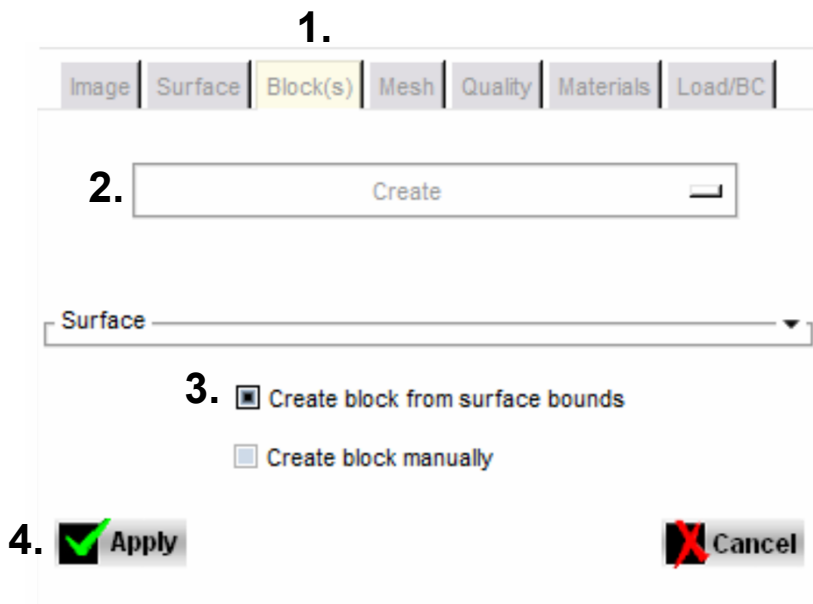 1.
Image Surface Block(s) Mesh Quality Materials Load/BC
2. Create
Surface
3. Create block from surface bounds
Create block manually
4. Apply Cancel